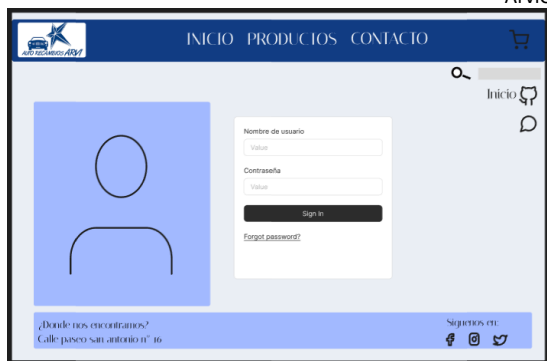 AUTO RECAMBIOS ARVI
INICIO PRODUCTOS CONTACTO
Inicio
Nombre de usuario
Value
Contraseña
Value
Sign In
Forgot password?
¿Donde nos encontramos?
Calle paseo san antonio nº 16
Siguenos en: